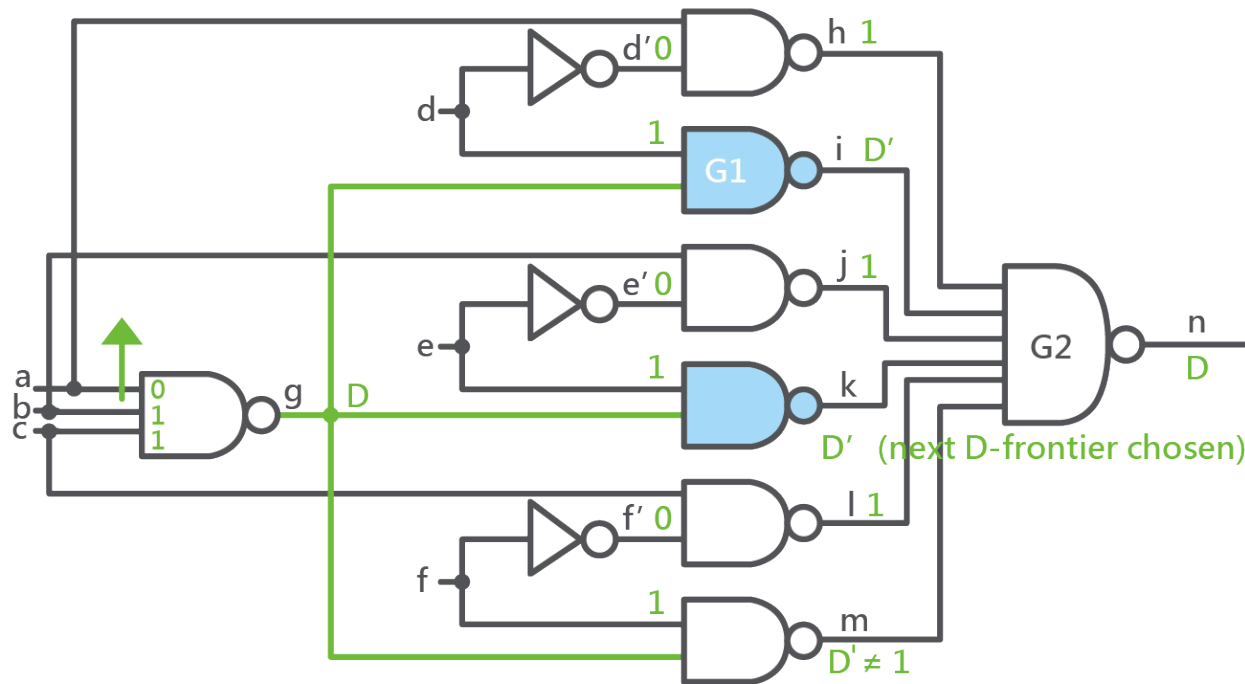 h 1
d' 0
d
1
G1
i D'
j 1
e' 0
e
1
k
D' (next D-frontier chosen)
G2
n
D
a
b
c
0
1
1
g D
l 1
f' 0
f
1
m
D' ≠ 1